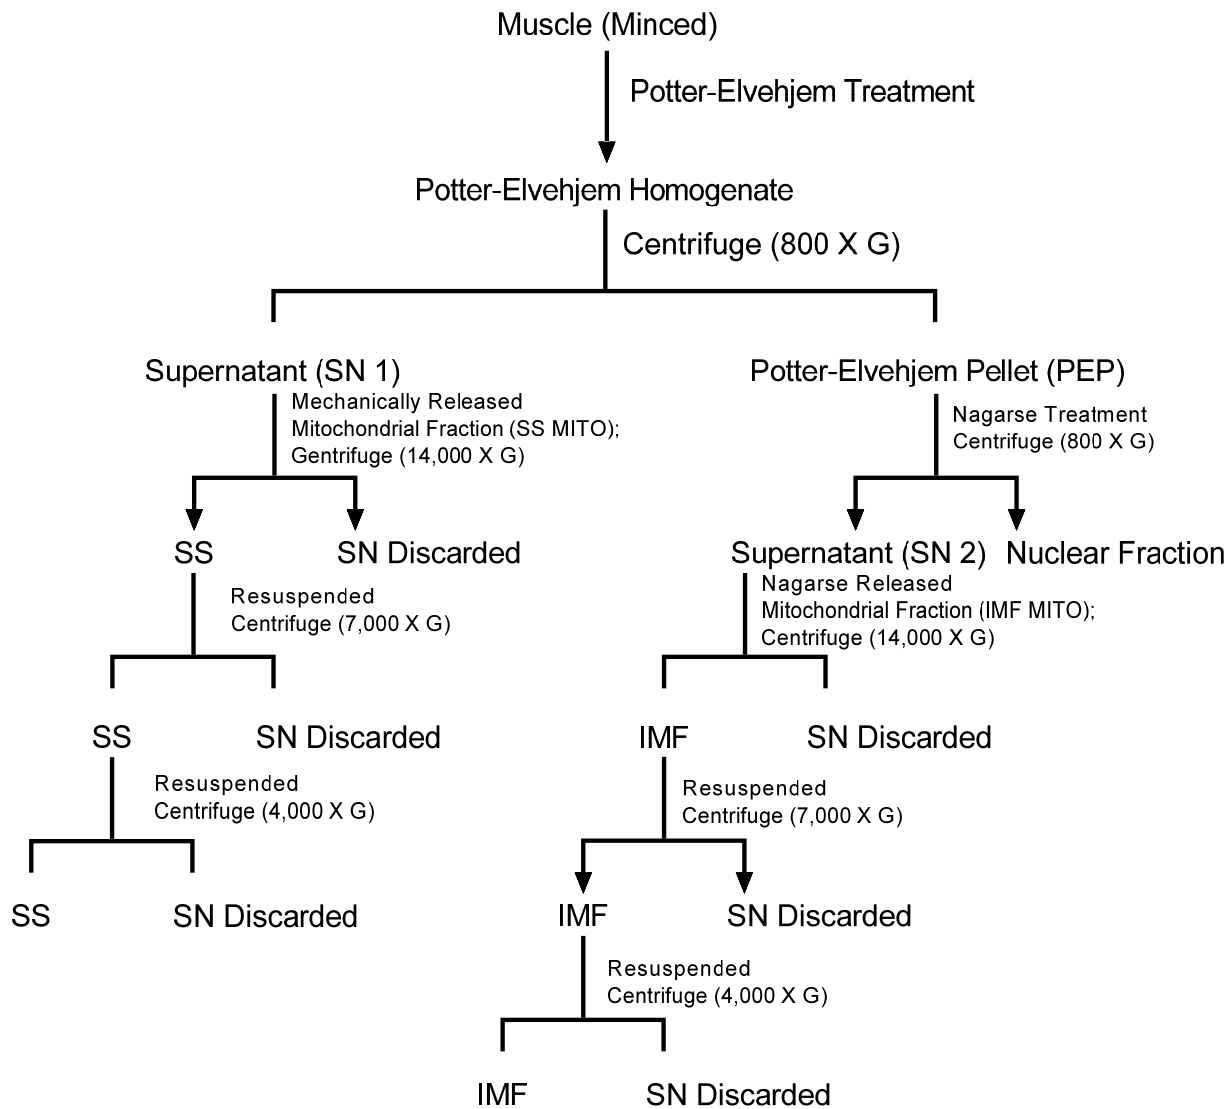 Muscle (Minced)
Potter-Elvehjem Treatment
Potter-Elvehjem Homogenate
Centrifuge (800 X G)
Supernatant (SN 1)
Potter-Elvehjem Pellet (PEP)
Mechanically Released
Mitochondrial Fraction (SS MITO);
Gentrifuge (14,000 X G)
Nagarse Treatment
Centrifuge (800 X G)
SS
SN Discarded
Supernatant (SN 2)
Nuclear Fraction
Resuspended
Centrifuge (7,000 X G)
Nagarse Released
Mitochondrial Fraction (IMF MITO);
Centrifuge (14,000 X G)
SS
SN Discarded
IMF
SN Discarded
Resuspended
Centrifuge (4,000 X G)
Resuspended
Centrifuge (7,000 X G)
SS
SN Discarded
IMF
SN Discarded
Resuspended
Centrifuge (4,000 X G)
IMF
SN Discarded